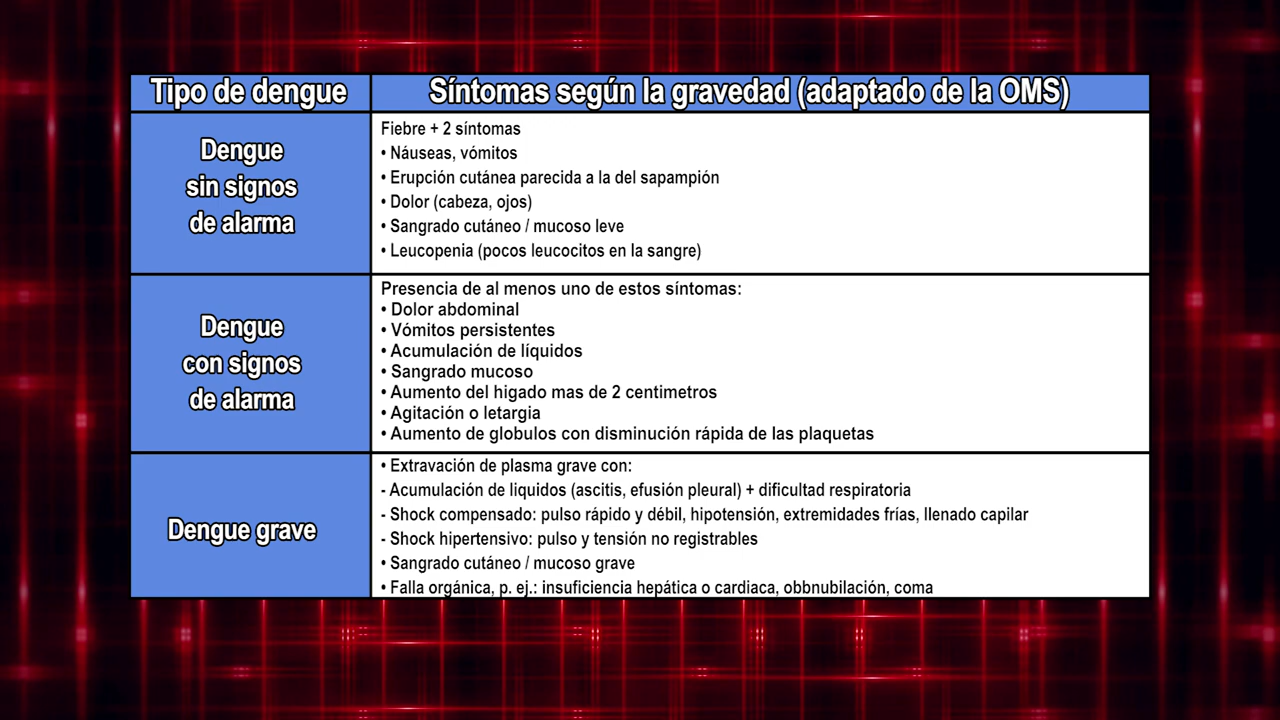 Tipo de dengue
Síntomas según la gravedad (adaptado de la OMS)
Dengue
sin signos
de alarma
Fiebre + 2 síntomas
• Náuseas, vómitos
• Erupción cutánea parecida a la del sapampión
• Dolor (cabeza, ojos)
• Sangrado cutáneo / mucoso leve
• Leucopenia (pocos leucocitos en la sangre)
Dengue
con signos
de alarma
Presencia de al menos uno de estos síntomas:
• Dolor abdominal
• Vómitos persistentes
• Acumulación de líquidos
• Sangrado mucoso
• Aumento del higado mas de 2 centimetros
• Agitación o letargia
• Aumento de globulos con disminución rápida de las plaquetas
Dengue grave
• Extravación de plasma grave con:
- Acumulación de liquidos (ascitis, efusión pleural) + dificultad respiratoria
- Shock compensado: pulso rápido y débil, hipotensión, extremidades frías, llenado capilar
- Shock hipertensivo: pulso y tensión no registrables
• Sangrado cutáneo / mucoso grave
• Falla orgánica, p. ej.: insuficiencia hepática o cardiaca, obbnubilación, coma